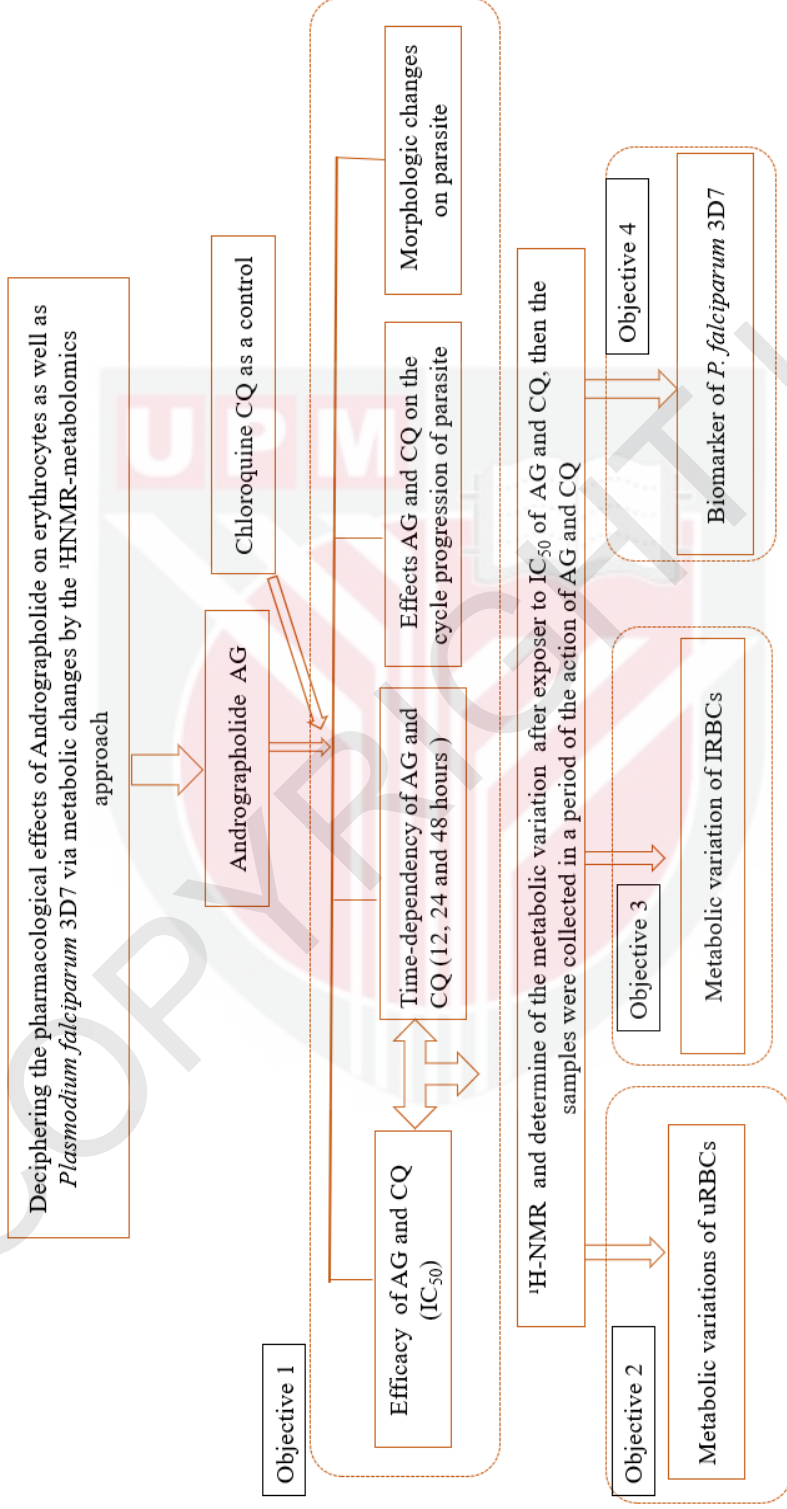 Deciphering the pharmacological effects of Andrographolide on erythrocytes as well as
Plasmodium falciparum 3D7 via metabolic changes by the ¹HNMR-metabolomics
approach
Andrographolide AG
Chloroquine CQ as a control
Objective 1
Efficacy of AG and CQ
(IC₅₀)
Time-dependency of AG and
CQ (12, 24 and 48 hours )
Effects AG and CQ on the
cycle progression of parasite
Morphologic changes
on parasite
¹H-NMR and determine of the metabolic variation after exposer to IC₅₀ of AG and CQ, then the
samples were collected in a period of the action of AG and CQ
Objective 2
Metabolic variations of uRBCs
Objective 3
Metabolic variation of IRBCs
Objective 4
Biomarker of P. falciparum 3D7
UPM
COPYRIGHT